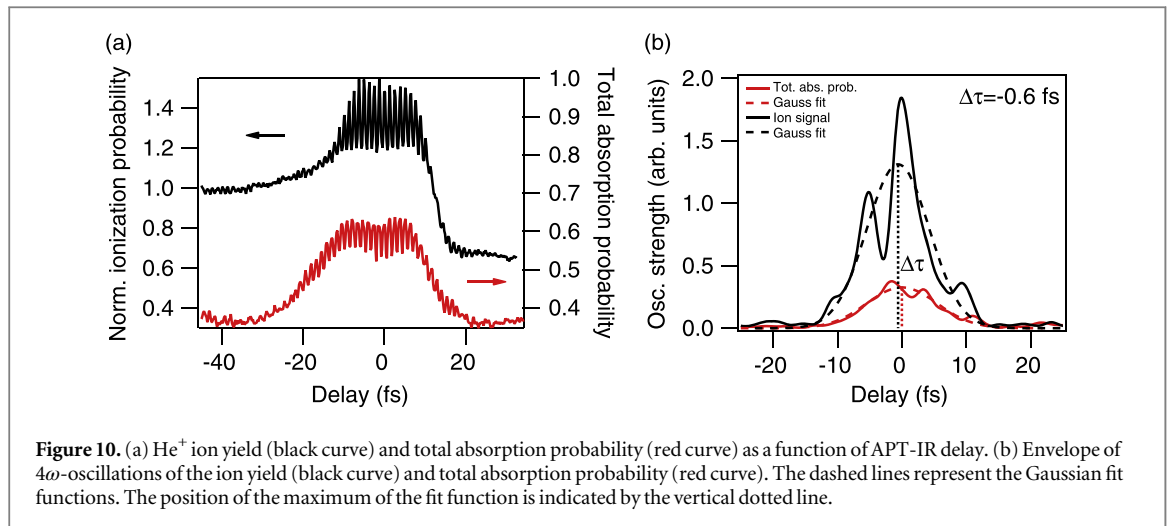 (a)
Norm. ionization probability
1.4
1.2
1.0
0.8
0.6
0.4
1.0
0.9
0.8
0.7
0.6
0.5
0.4
Total absorption probability
-40 -20 0 20
Delay (fs)
(b)
Osc. strength (arb. units)
2.0
1.5
1.0
0.5
0.0
Tot. abs. prob.
Gauss fit
Ion signal
Gauss fit
Δτ=-0.6 fs
Δτ
-20 -10 0 10 20
Delay (fs)
Figure 10. (a) He⁺ ion yield (black curve) and total absorption probability (red curve) as a function of APT-IR delay. (b) Envelope of
4ω-oscillations of the ion yield (black curve) and total absorption probability (red curve). The dashed lines represent the Gaussian fit
functions. The position of the maximum of the fit function is indicated by the vertical dotted line.